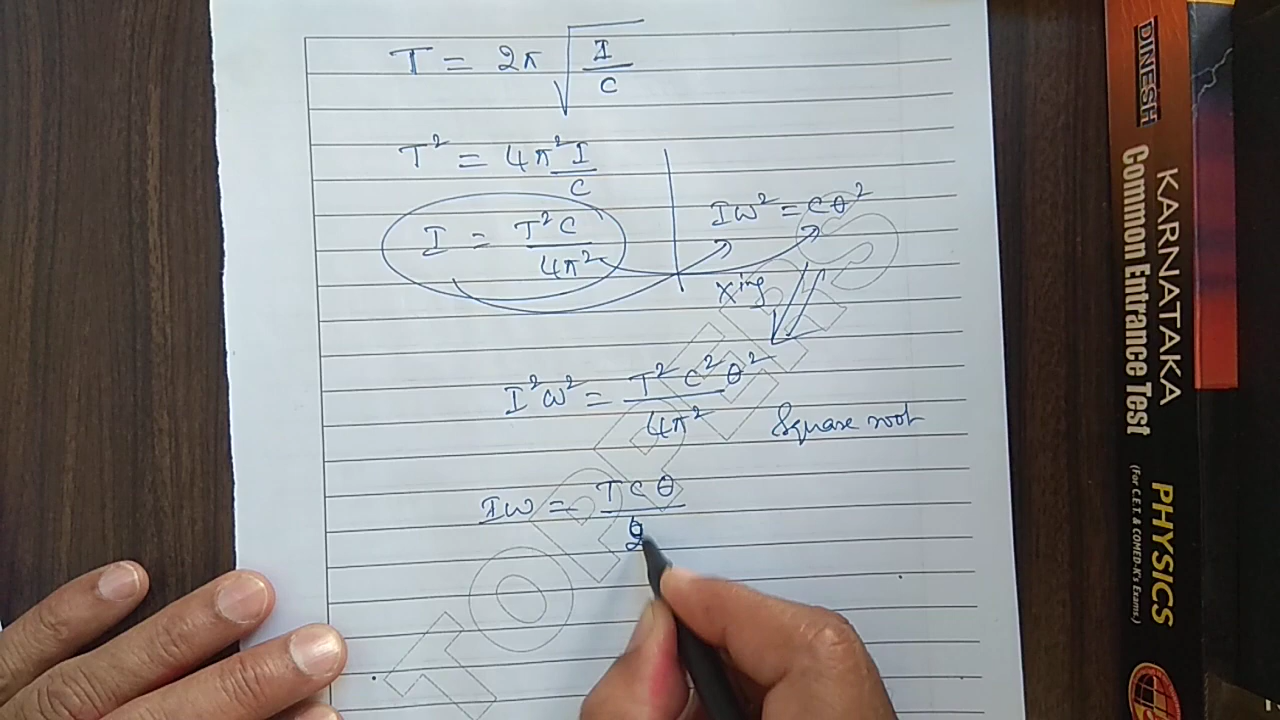 T = 2π √ I/C
T² = 4π² I/C
I = T²C/4π²
Iω² = Cθ²
Xing
I²ω² = T²C²θ²/4π²
Square root
Iω = TCθ/2
DINESH
KARNATAKA
Common Entrance Test
(For C.E.T. & COMED-K's Exams.)
PHYSICS